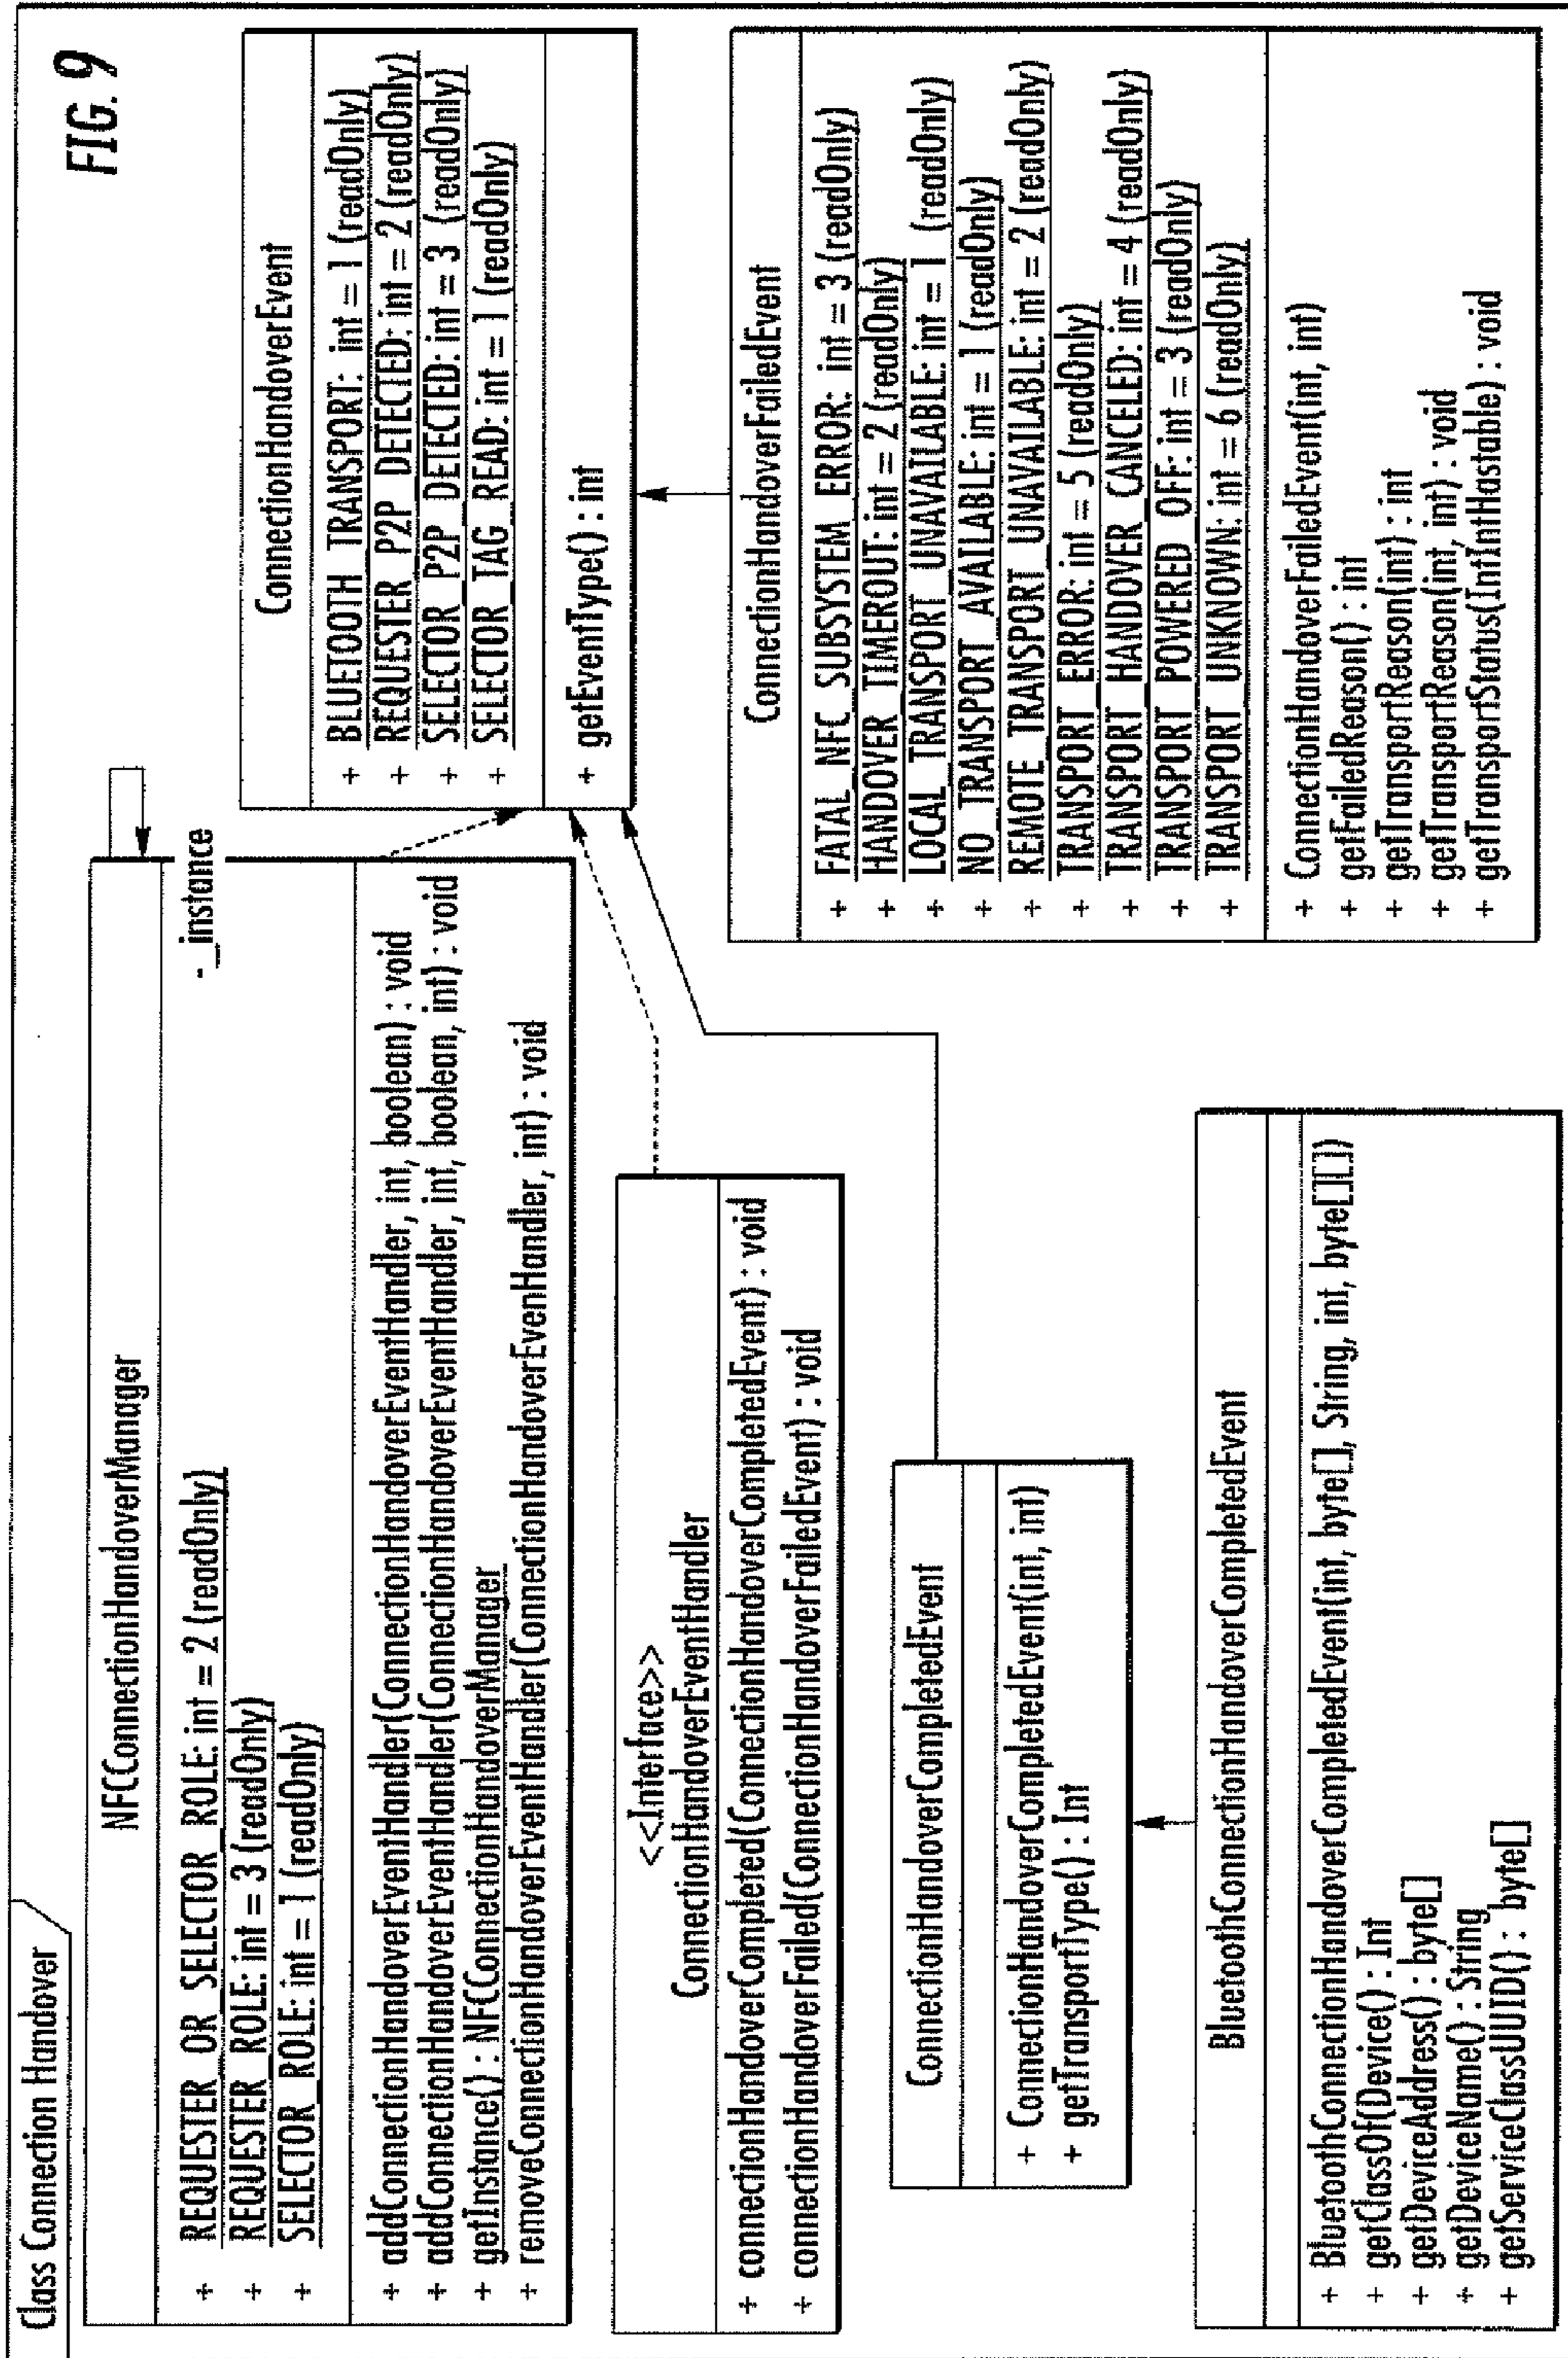 Class Connection Handover
FIG. 9
NFCConnectionHandoverManager
+ REQUESTER_OR_SELECTOR_ROLE: int = 2 (readOnly)
+ REQUESTER_ROLE: int = 3 (readOnly)
+ SELECTOR_ROLE: int = 1 (readOnly)
+ addConnectionHandoverEventHandler(ConnectionHandoverEventHandler, int, boolean) : void
+ addConnectionHandoverEventHandler(ConnectionHandoverEventHandler, int, boolean, int) : void
+ getInstance() : NFCConnectionHandoverManager
+ removeConnectionHandoverEventHandler(ConnectionHandoverEvenHandler, int) : void
-_instance
ConnectionHandoverEvent
+ BLUETOOTH_TRANSPORT: int = 1 (readOnly)
+ REQUESTER_P2P_DETECTED: int = 2 (readOnly)
+ SELECTOR_P2P_DETECTED: int = 3 (readOnly)
+ SELECTOR_TAG_READ: int = 1 (readOnly)
+ getEventType() : int
<<Interface>>
ConnectionHandoverEventHandler
+ connectionHandoverCompleted(ConnectionHandoverCompletedEvent) : void
+ connectionHandoverFailed(ConnectionHandoverFailedEvent) : void
ConnectionHandoverCompletedEvent
+ ConnectionHandoverCompletedEvent(int, int)
+ getTransportType() : Int
ConnectionHandoverFailedEvent
+ FATAL_NFC_SUBSYSTEM_ERROR: int = 3 (readOnly)
+ HANDOVER_TIMEROUT: int = 2 (readOnly)
+ LOCAL_TRANSPORT_UNAVAILABLE: int = 1 (readOnly)
+ NO_TRANSPORT_AVAILABLE: int = 1 (readOnly)
+ REMOTE_TRANSPORT_UNAVAILABLE: int = 2 (readOnly)
+ TRANSPORT_ERROR: int = 5 (readOnly)
+ TRANSPORT_HANDOVER_CANCELED: int = 4 (readOnly)
+ TRANSPORT_POWERED_OFF: int = 3 (readOnly)
+ TRANSPORT_UNKNOWN: int = 6 (readOnly)
+ ConnectionHandoverFailedEvent(int, int)
+ getFailedReason() : int
+ getTransportReason(int) : int
+ getTransportReason(int, int) : void
+ getTransportStatus(IntIntHastable) : void
BluetoothConnectionHandoverCompletedEvent
+ BluetoothConnectionHandoverCompletedEvent(int, byte[], String, int, byte[][])
+ getClassOf(Device() : Int
+ getDeviceAddress() : byte[]
+ getDeviceName() : String
+ getServiceClassUUID() : byte[]